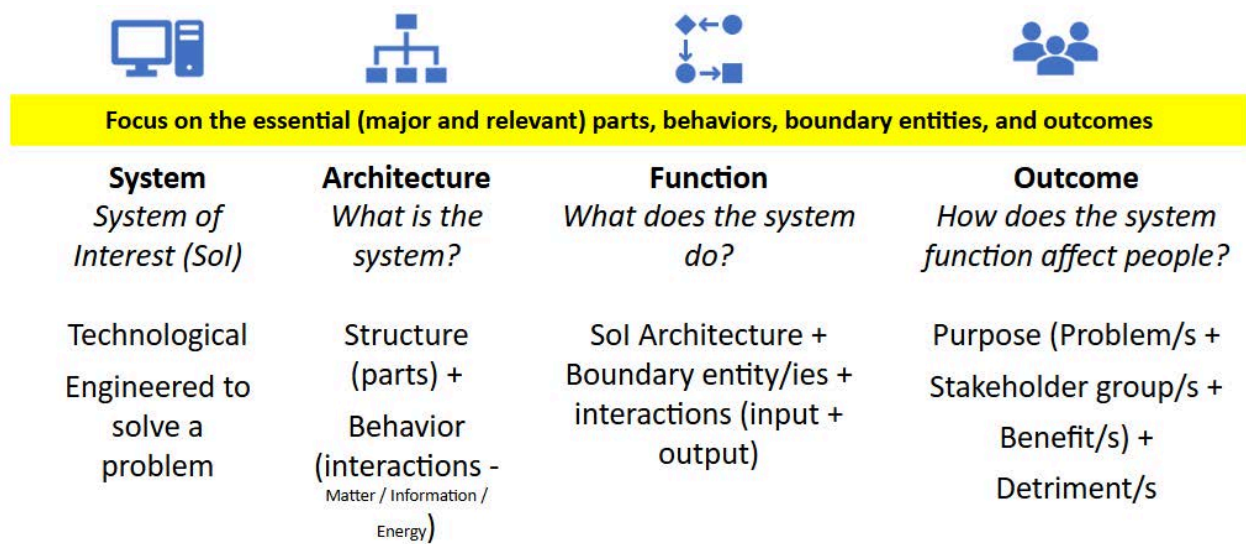 Focus on the essential (major and relevant) parts, behaviors, boundary entities, and outcomes
System
System of
Interest (SoI)
Technological
Engineered to
solve a
problem
Architecture
What is the
system?
Structure
(parts) +
Behavior
(interactions -
Matter / Information /
Energy)
Function
What does the system
do?
SoI Architecture +
Boundary entity/ies +
interactions (input +
output)
Outcome
How does the system
function affect people?
Purpose (Problem/s +
Stakeholder group/s +
Benefit/s) +
Detriment/s